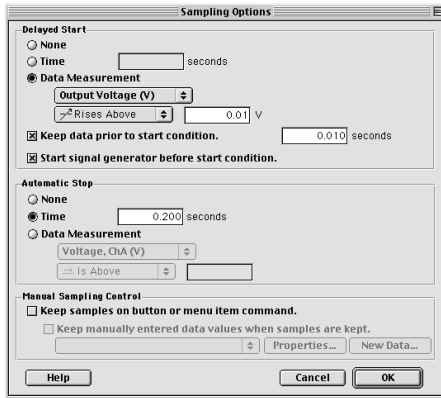 Sampling Options
Delayed Start
None
Time seconds
Data Measurement
Output Voltage (V)
Rises Above 0.01 V
Keep data prior to start condition. 0.010 seconds
Start signal generator before start condition.
Automatic Stop
None
Time 0.200 seconds
Data Measurement
Voltage, ChA (V)
Is Above
Manual Sampling Control
Keep samples on button or menu item command.
Keep manually entered data values when samples are kept.
Properties... New Data...
Help Cancel OK